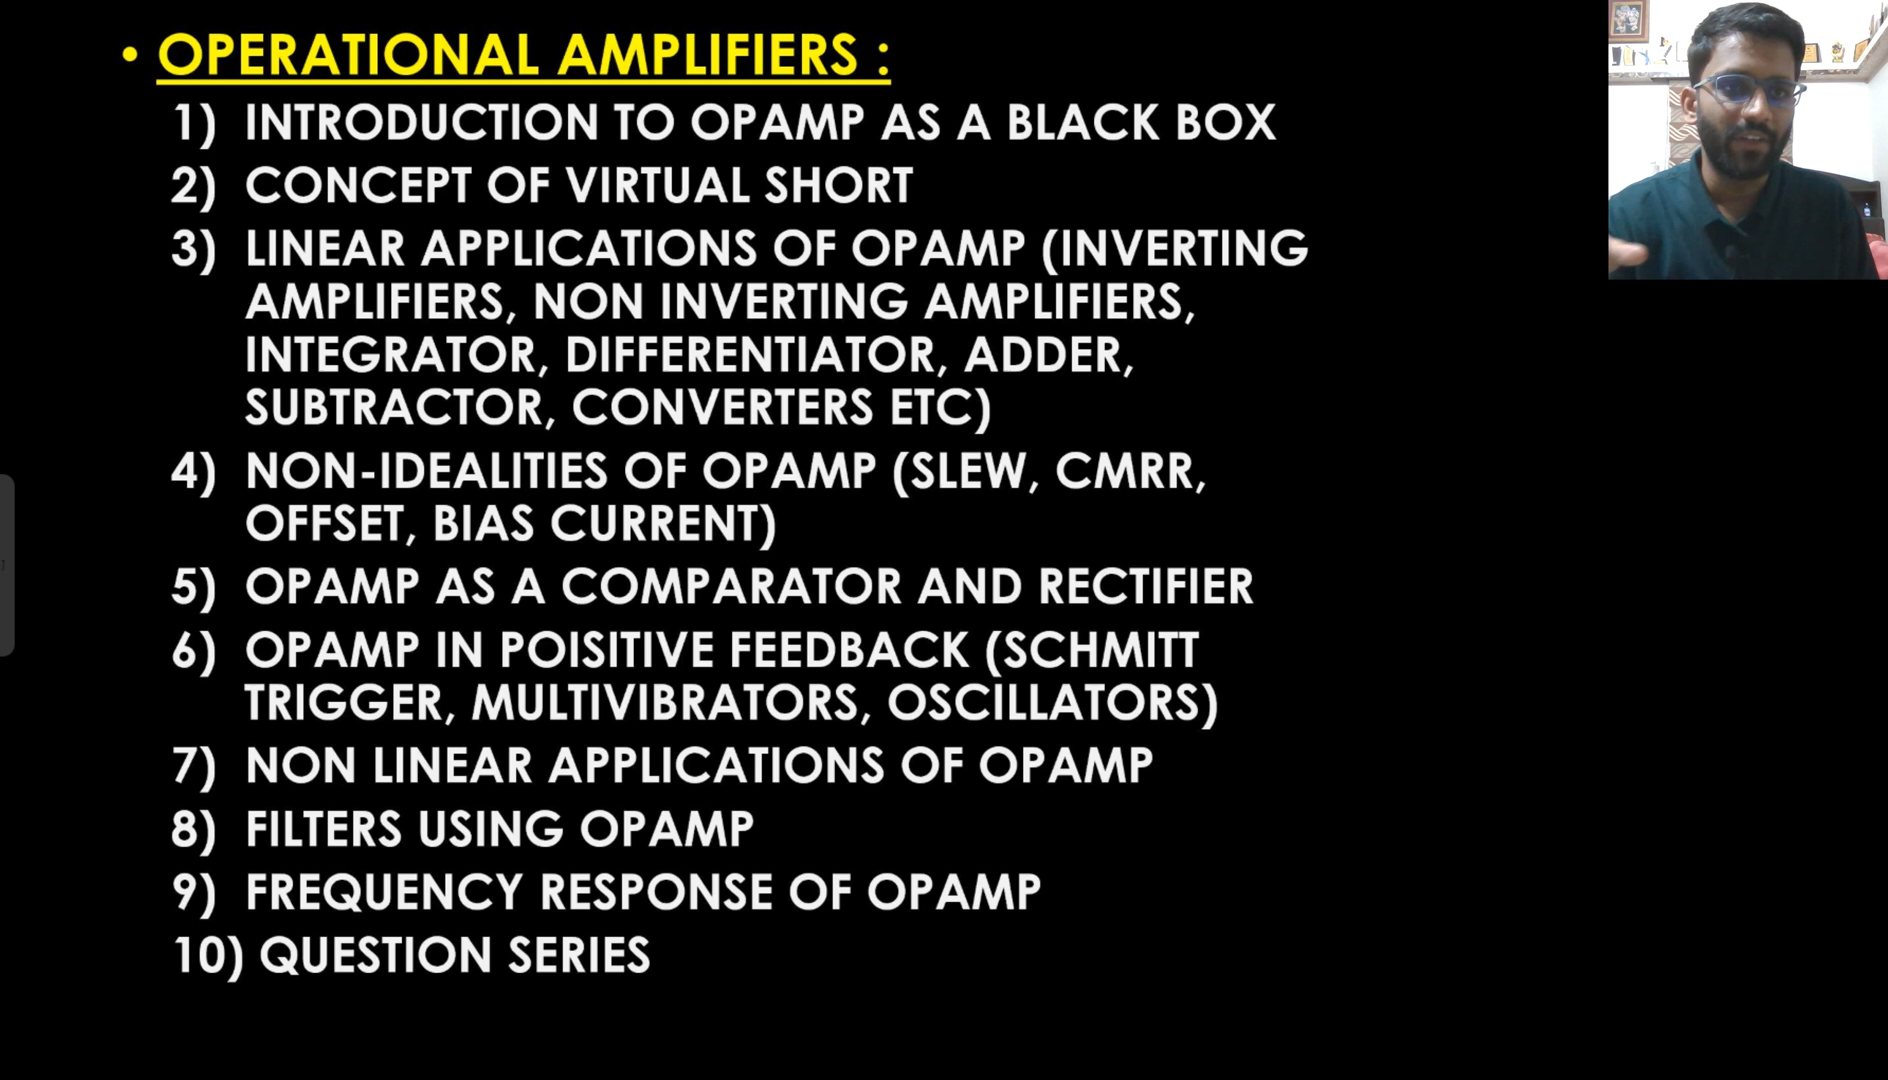 • OPERATIONAL AMPLIFIERS :
1) INTRODUCTION TO OPAMP AS A BLACK BOX
2) CONCEPT OF VIRTUAL SHORT
3) LINEAR APPLICATIONS OF OPAMP (INVERTING
AMPLIFIERS, NON INVERTING AMPLIFIERS,
INTEGRATOR, DIFFERENTIATOR, ADDER,
SUBTRACTOR, CONVERTERS ETC)
4) NON-IDEALITIES OF OPAMP (SLEW, CMRR,
OFFSET, BIAS CURRENT)
5) OPAMP AS A COMPARATOR AND RECTIFIER
6) OPAMP IN POISITIVE FEEDBACK (SCHMITT
TRIGGER, MULTIVIBRATORS, OSCILLATORS)
7) NON LINEAR APPLICATIONS OF OPAMP
8) FILTERS USING OPAMP
9) FREQUENCY RESPONSE OF OPAMP
10) QUESTION SERIES